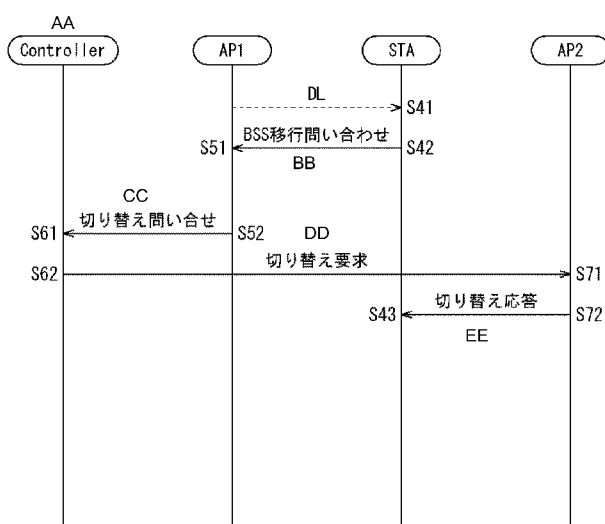 AA
Controller AP1 STA AP2
DL
S41
BSS移行問い合わせ
S51 S42
BB
CC
切り替え問い合せ DD
S61 S52
切り替え要求
S62 S71
切り替え応答
S43 S72
EE